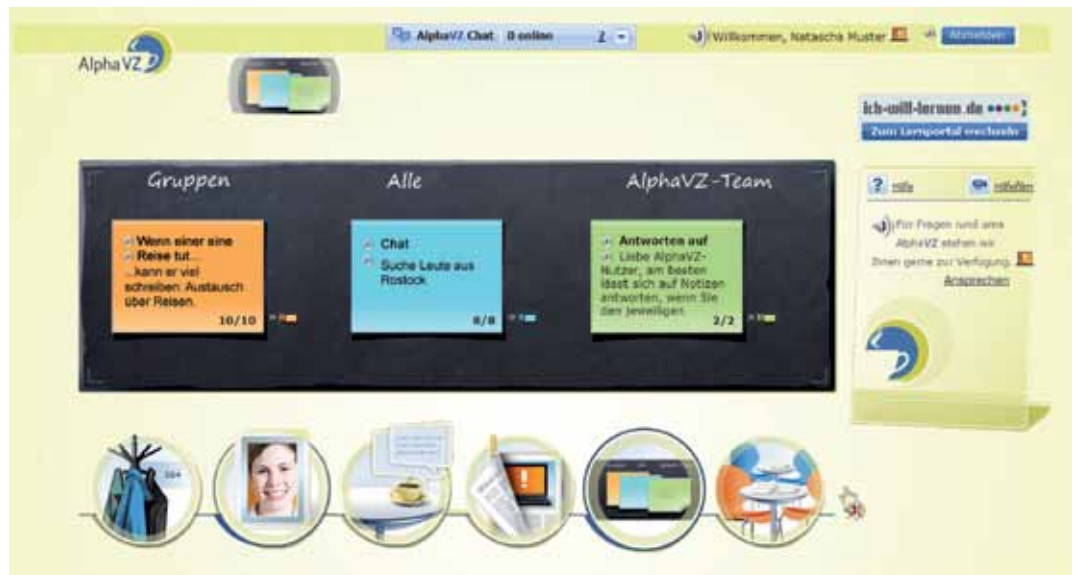 AlphaVZ
AlphaVZ Chat 0 online
Willkommen, Natascha Muster
Abmelden
ich-will-lernen.de
Zum Lernportal wechseln
Gruppen
Alle
AlphaVZ-Team
Wenn einer eine
Reise tut...
...kann er viel
schreiben. Austausch
über Reisen.
10/10
Chat
Suche Leute aus
Rostock
8/8
Antworten auf
Liebe AlphaVZ-
Nutzer, am besten
lässt sich auf Notizen
antworten, wenn Sie
den jeweiligen
2/2
? Hilfe
Hilfefilm
Für Fragen rund ums
AlphaVZ stehen wir
Ihnen gerne zur Verfügung.
Ansprechen